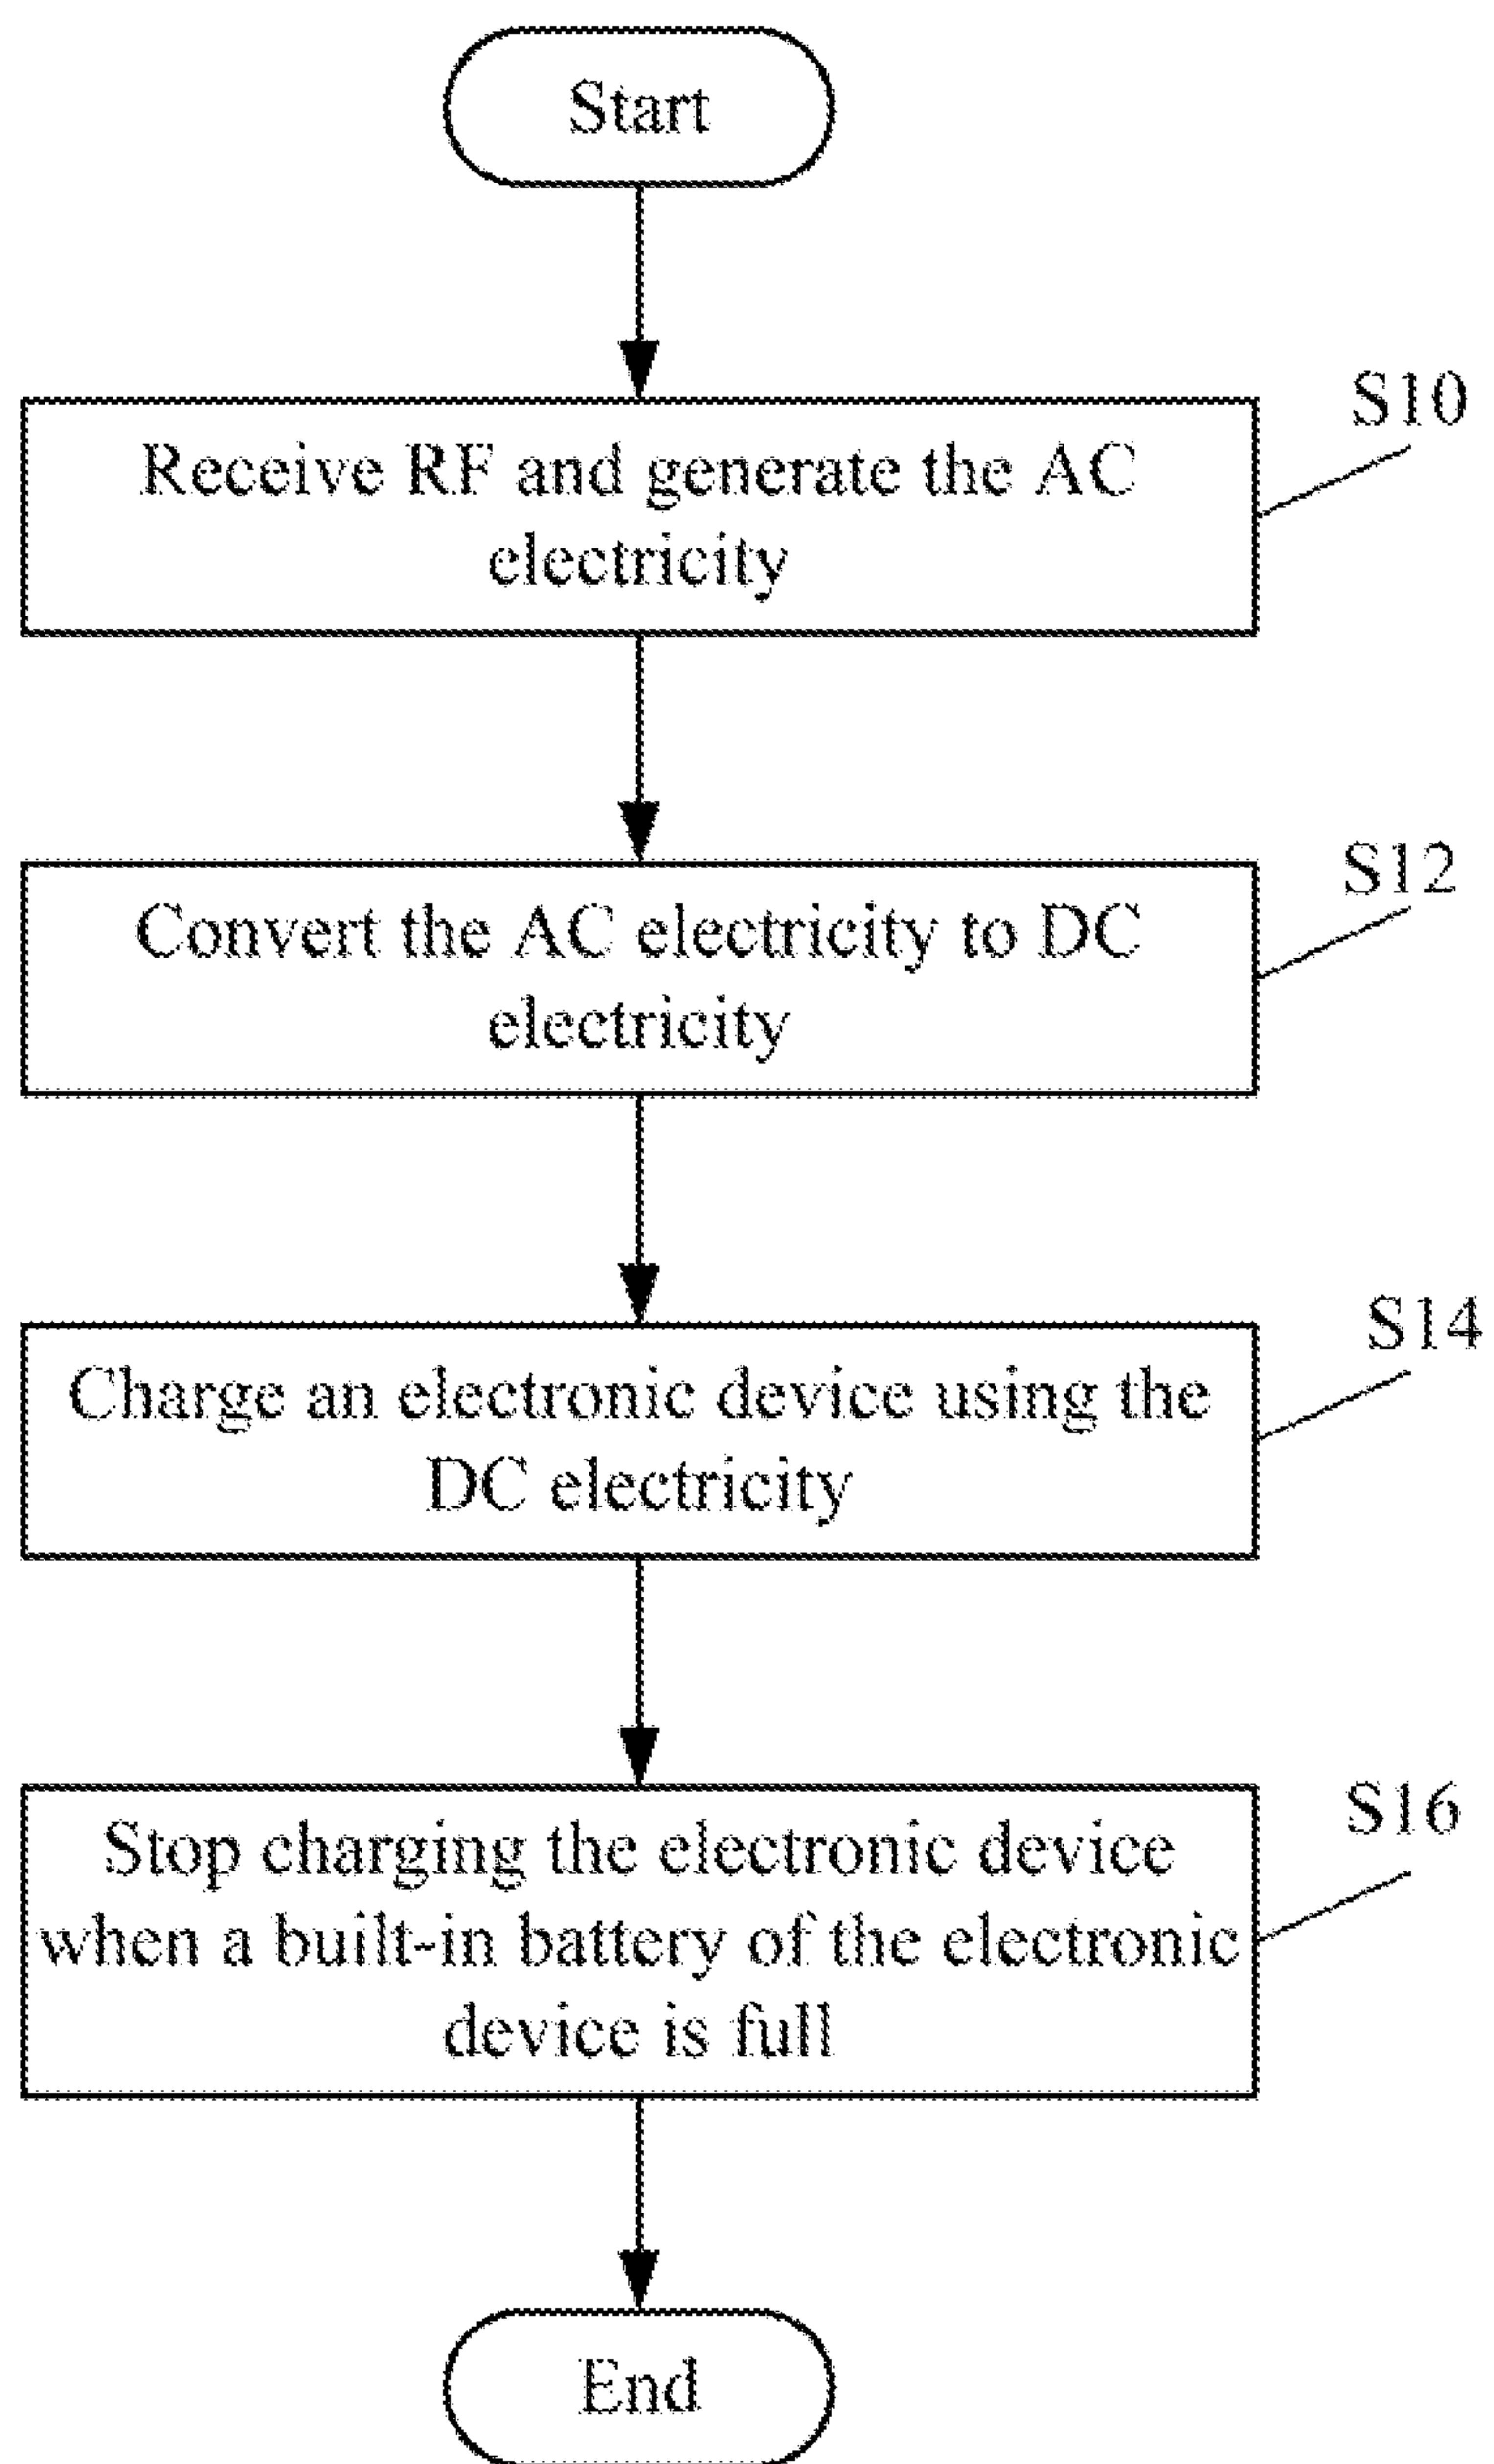 Start
S10
Receive RF and generate the AC
electricity
S12
Convert the AC electricity to DC
electricity
S14
Charge an electronic device using the
DC electricity
S16
Stop charging the electronic device
when a built-in battery of the electronic
device is full
End